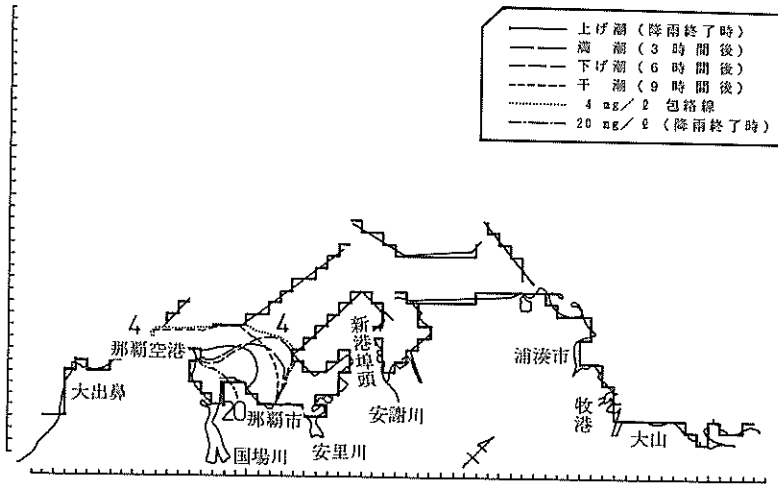 上げ潮(降雨終了時)
満 潮(3 時 間 後)
下げ潮(6 時 間 後)
干 潮(9 時 間 後)
4 mg/ℓ 包絡線
20 mg/ℓ(降雨終了時)
4
4
那覇空港
新港埠頭
浦湊市
大出鼻
20
那覇市
安謝川
牧港
国場川
安里川
大山